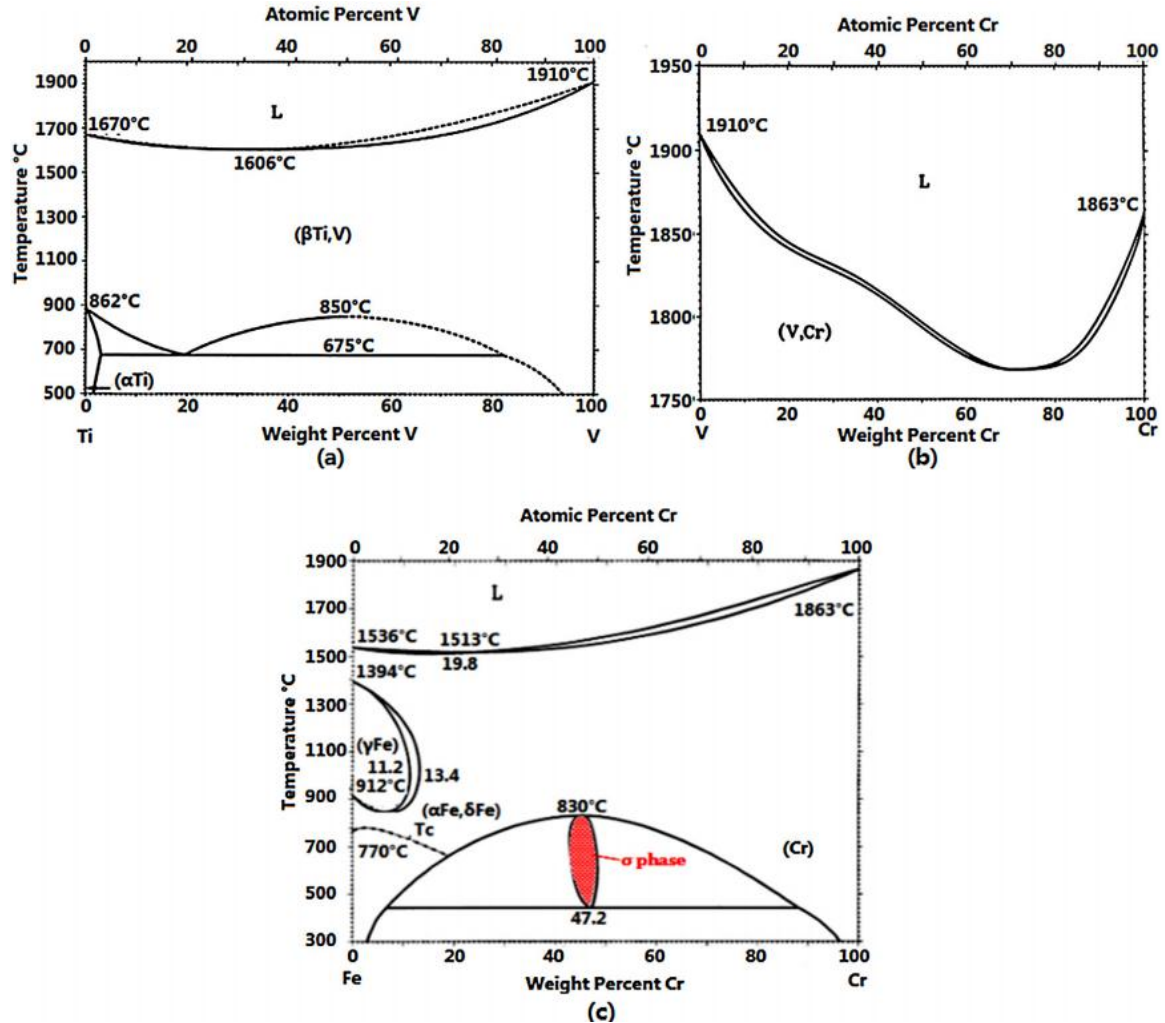 Atomic Percent V
0 20 40 60 80 100
1910°C
1900
L
1700
1670°C
1606°C
1500
1300
(βTi,V)
1100
900
862°C
850°C
700
675°C
(αTi)
500
0 20 40 60 80 100
Ti Weight Percent V V
Temperature °C
(a)
Atomic Percent Cr
0 20 40 60 80 100
1950
1910°C
1900
L
1863°C
1850
1800
(V,Cr)
1750
0 20 40 60 80 100
V Weight Percent Cr Cr
Temperature °C
(b)
Atomic Percent Cr
0 20 30 40 60 80 100
1900
L
1863°C
1700
1536°C 1513°C
1500
19.8
1394°C
1300
(γFe)
1100
11.2
13.4
912°C
900
(αFe,δFe)
830°C
Tc
770°C
700
σ phase
(Cr)
500
47.2
300
0 20 40 60 80 100
Fe Weight Percent Cr Cr
Temperature °C
(c)